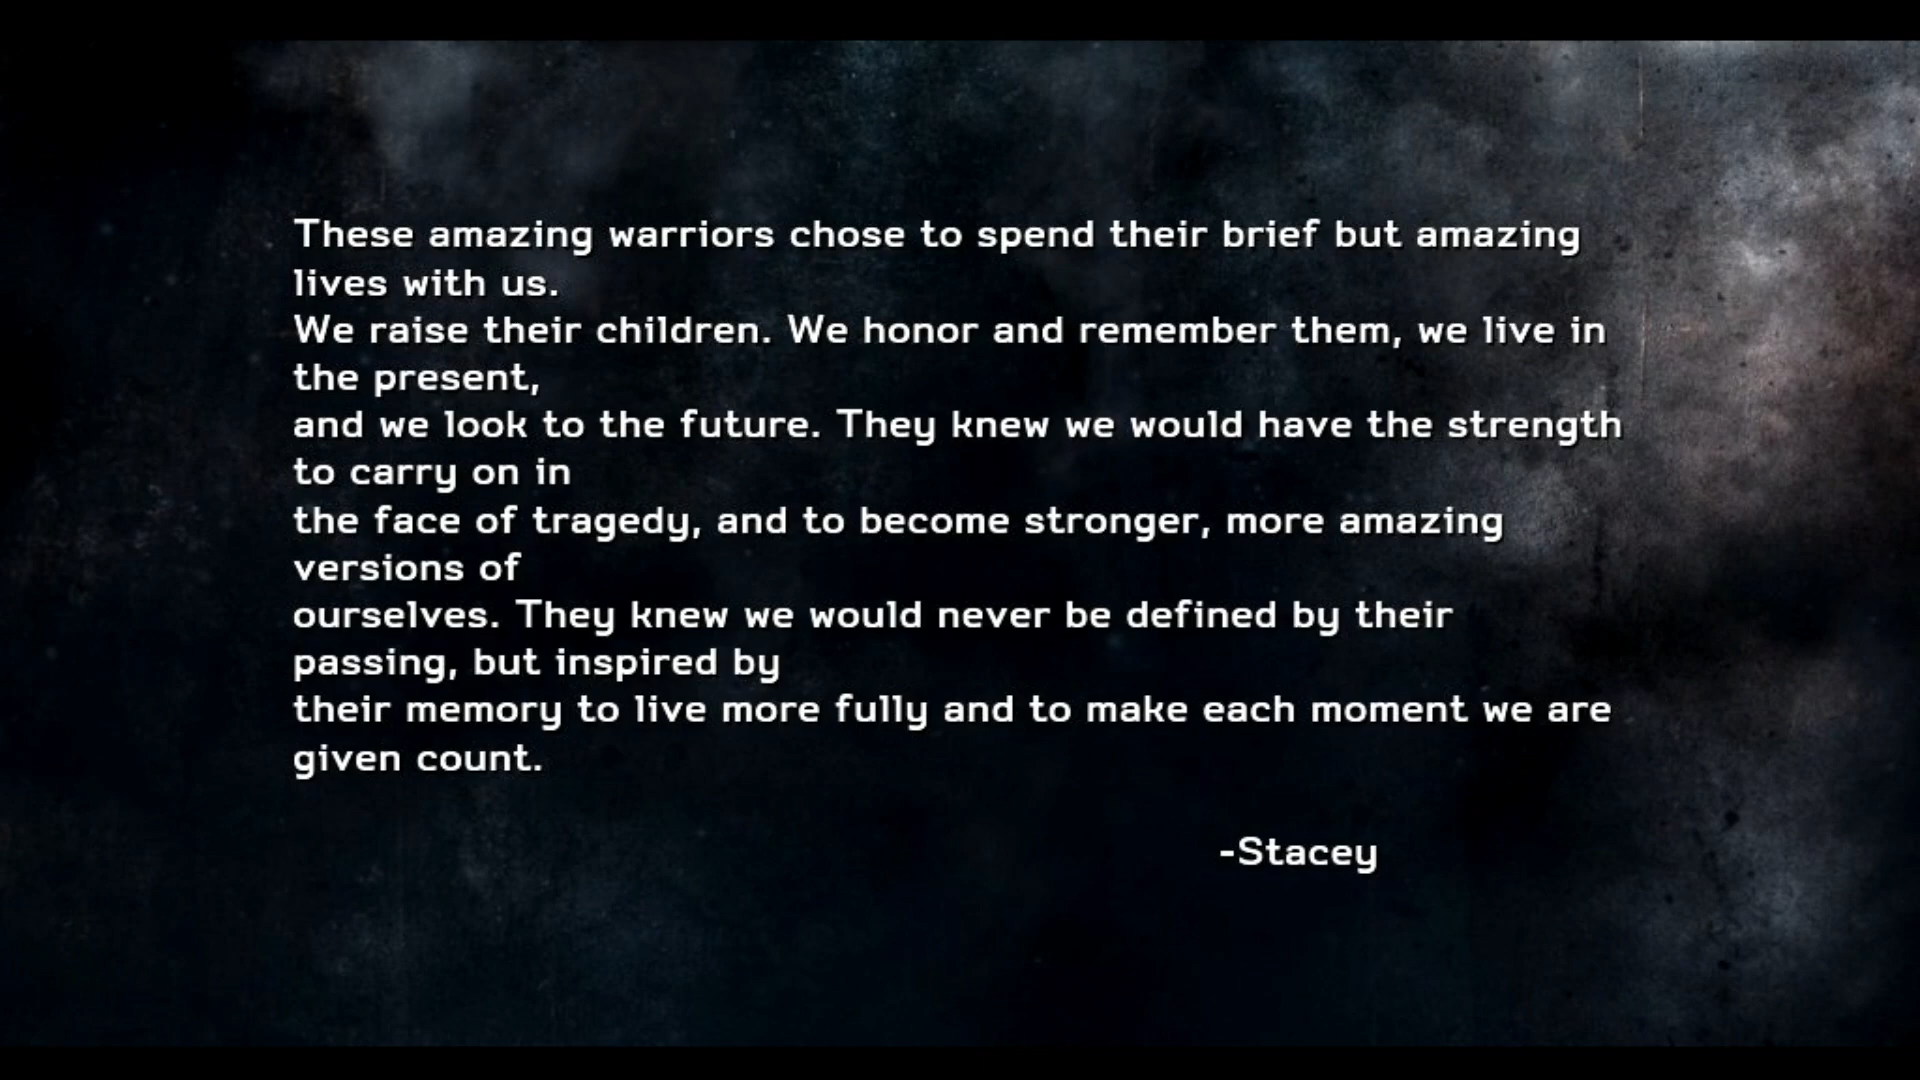 These amazing warriors chose to spend their brief but amazing
lives with us.
We raise their children. We honor and remember them, we live in
the present,
and we look to the future. They knew we would have the strength
to carry on in
the face of tragedy, and to become stronger, more amazing
versions of
ourselves. They knew we would never be defined by their
passing, but inspired by
their memory to live more fully and to make each moment we are
given count.
-Stacey